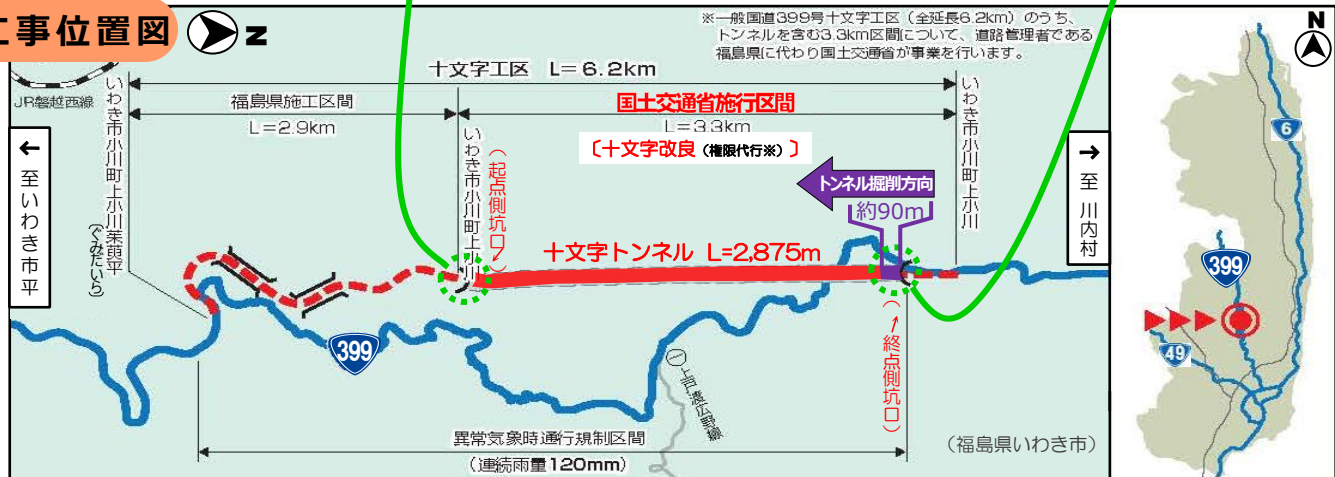 工事位置図
Z
※一般国道399号十文字工区（全延長6.2km）のうち、
トンネルを含む3.3km区間について、道路管理者である
福島県に代わり国土交通省が事業を行います。
N
JR磐越西線
十文字工区 L=6.2km
いわき市小川町上小川茱萸平
（ぐみだいら）
福島県施工区間
L=2.9km
国土交通省施行区間
L=3.3km
〔十文字改良（権限代行※）〕
いわき市小川町上小川
いわき市小川町上小川
←至いわき市平
→至 川内村
（起点側坑口）
トンネル掘削方向
約90m
十文字トンネル L=2,875m
（↑終点側坑口）
399
異常気象時通行規制区間
（連続雨量120mm）
（福島県いわき市）
6
399
49